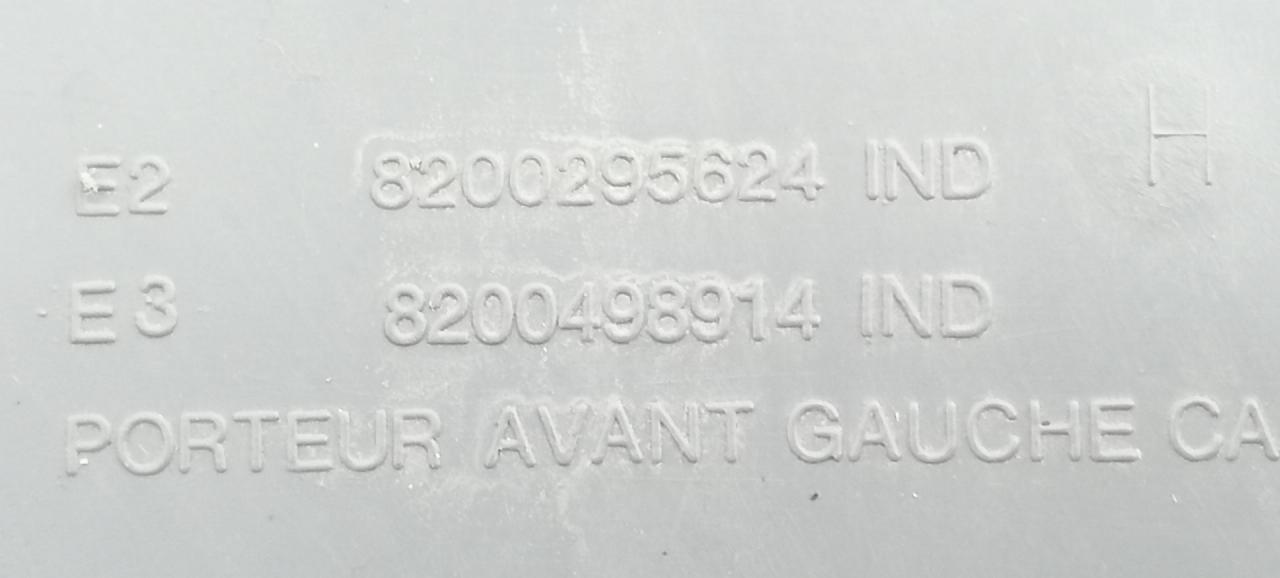 E2 8200295624 IND H
E3 8200498914 IND
PORTEUR AVANT GAUCHE CA